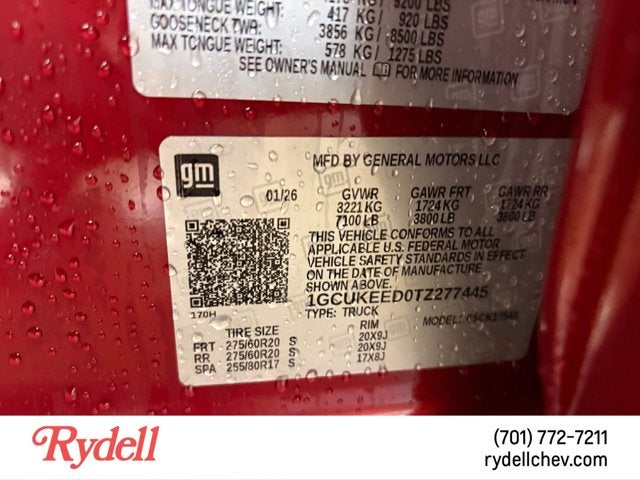 MAX TONGUE WEIGHT: 417 KG / 920 LBS
GOOSENECK TWR: 3856 KG / 8500 LBS
MAX TONGUE WEIGHT: 578 KG / 1275 LBS
SEE OWNER'S MANUAL FOR MORE INFORMATION
gm
MFD BY GENERAL MOTORS LLC
01/26 GVWR GAWR FRT GAWR RR
3221 KG 1724 KG 1724 KG
7100 LB 3800 LB 3800 LB
THIS VEHICLE CONFORMS TO ALL
APPLICABLE U.S. FEDERAL MOTOR
VEHICLE SAFETY STANDARDS IN
EFFECT ON THE DATE OF MANUFACTURE
SHOWN ABOVE.
1GCUKEED0TZ277445
170H
TYPE: TRUCK MODEL:
TIRE SIZE RIM
FRT 275/60R20 S 20X9J
RR 275/60R20 S 20X9J
SPA 255/80R17 S 17X8J
Rydell
(701) 772-7211
rydellchev.com